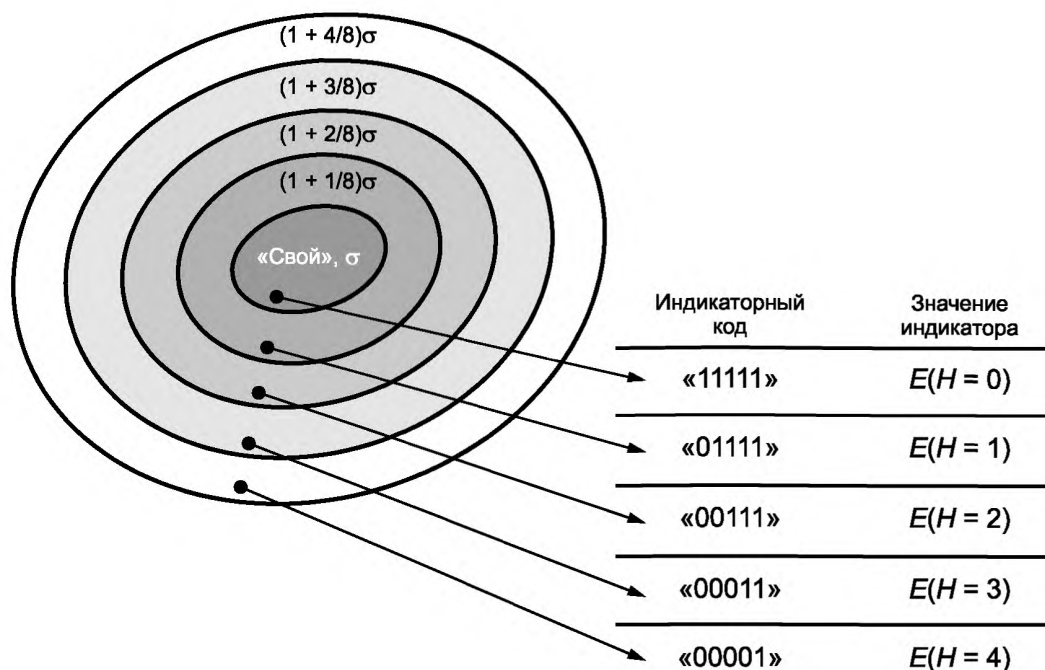 (1 + 4/8)σ
(1 + 3/8)σ
(1 + 2/8)σ
(1 + 1/8)σ
«Свой», σ
Индикаторный код
Значение индикатора
«11111» E(H = 0)
«01111» E(H = 1)
«00111» E(H = 2)
«00011» E(H = 3)
«00001» E(H = 4)